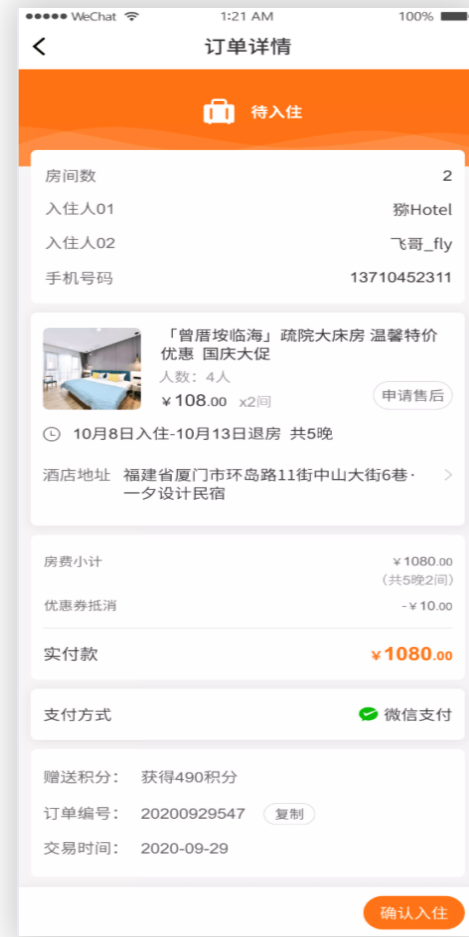 WeChat 1:21 AM 100%
订单详情
待入住
房间数 2
入住人01 猕Hotel
入住人02 飞哥_fly
手机号码 13710452311
「曾厝垵临海」疏院大床房 温馨特价
优惠 国庆大促
人数：4人
￥108.00 x2间
申请售后
10月8日入住-10月13日退房 共5晚
酒店地址 福建省厦门市环岛路11街中山大街6巷·
一夕设计民宿
房费小计 ￥1080.00
（共5晚2间）
优惠券抵消 -￥10.00
实付款 ￥1080.00
支付方式 微信支付
赠送积分： 获得490积分
订单编号： 20200929547 复制
交易时间： 2020-09-29
确认入住